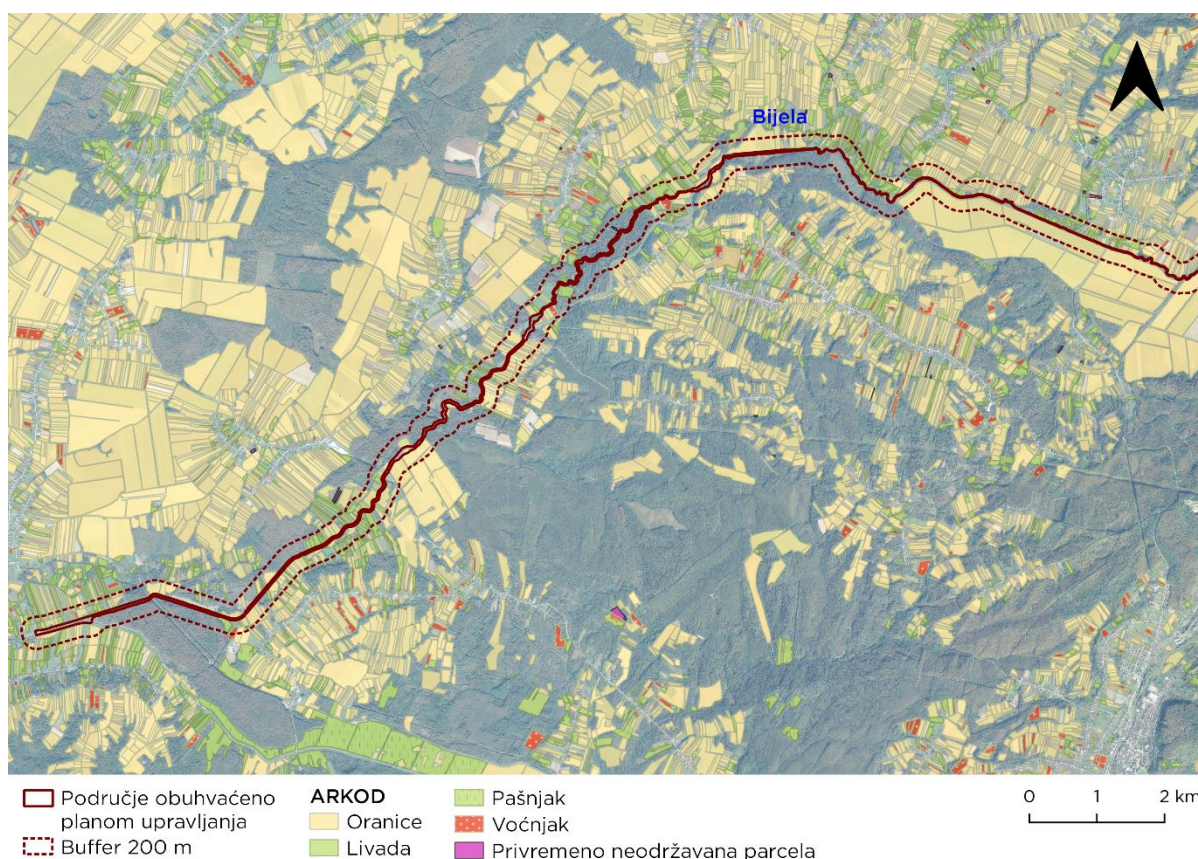 Bijela
Područje obuhvaćeno
planom upravljanja
Buffer 200 m
ARKOD
Oranice
Livada
Pašnjak
Voćnjak
Privremeno neodržavana parcela
0 1 2 km